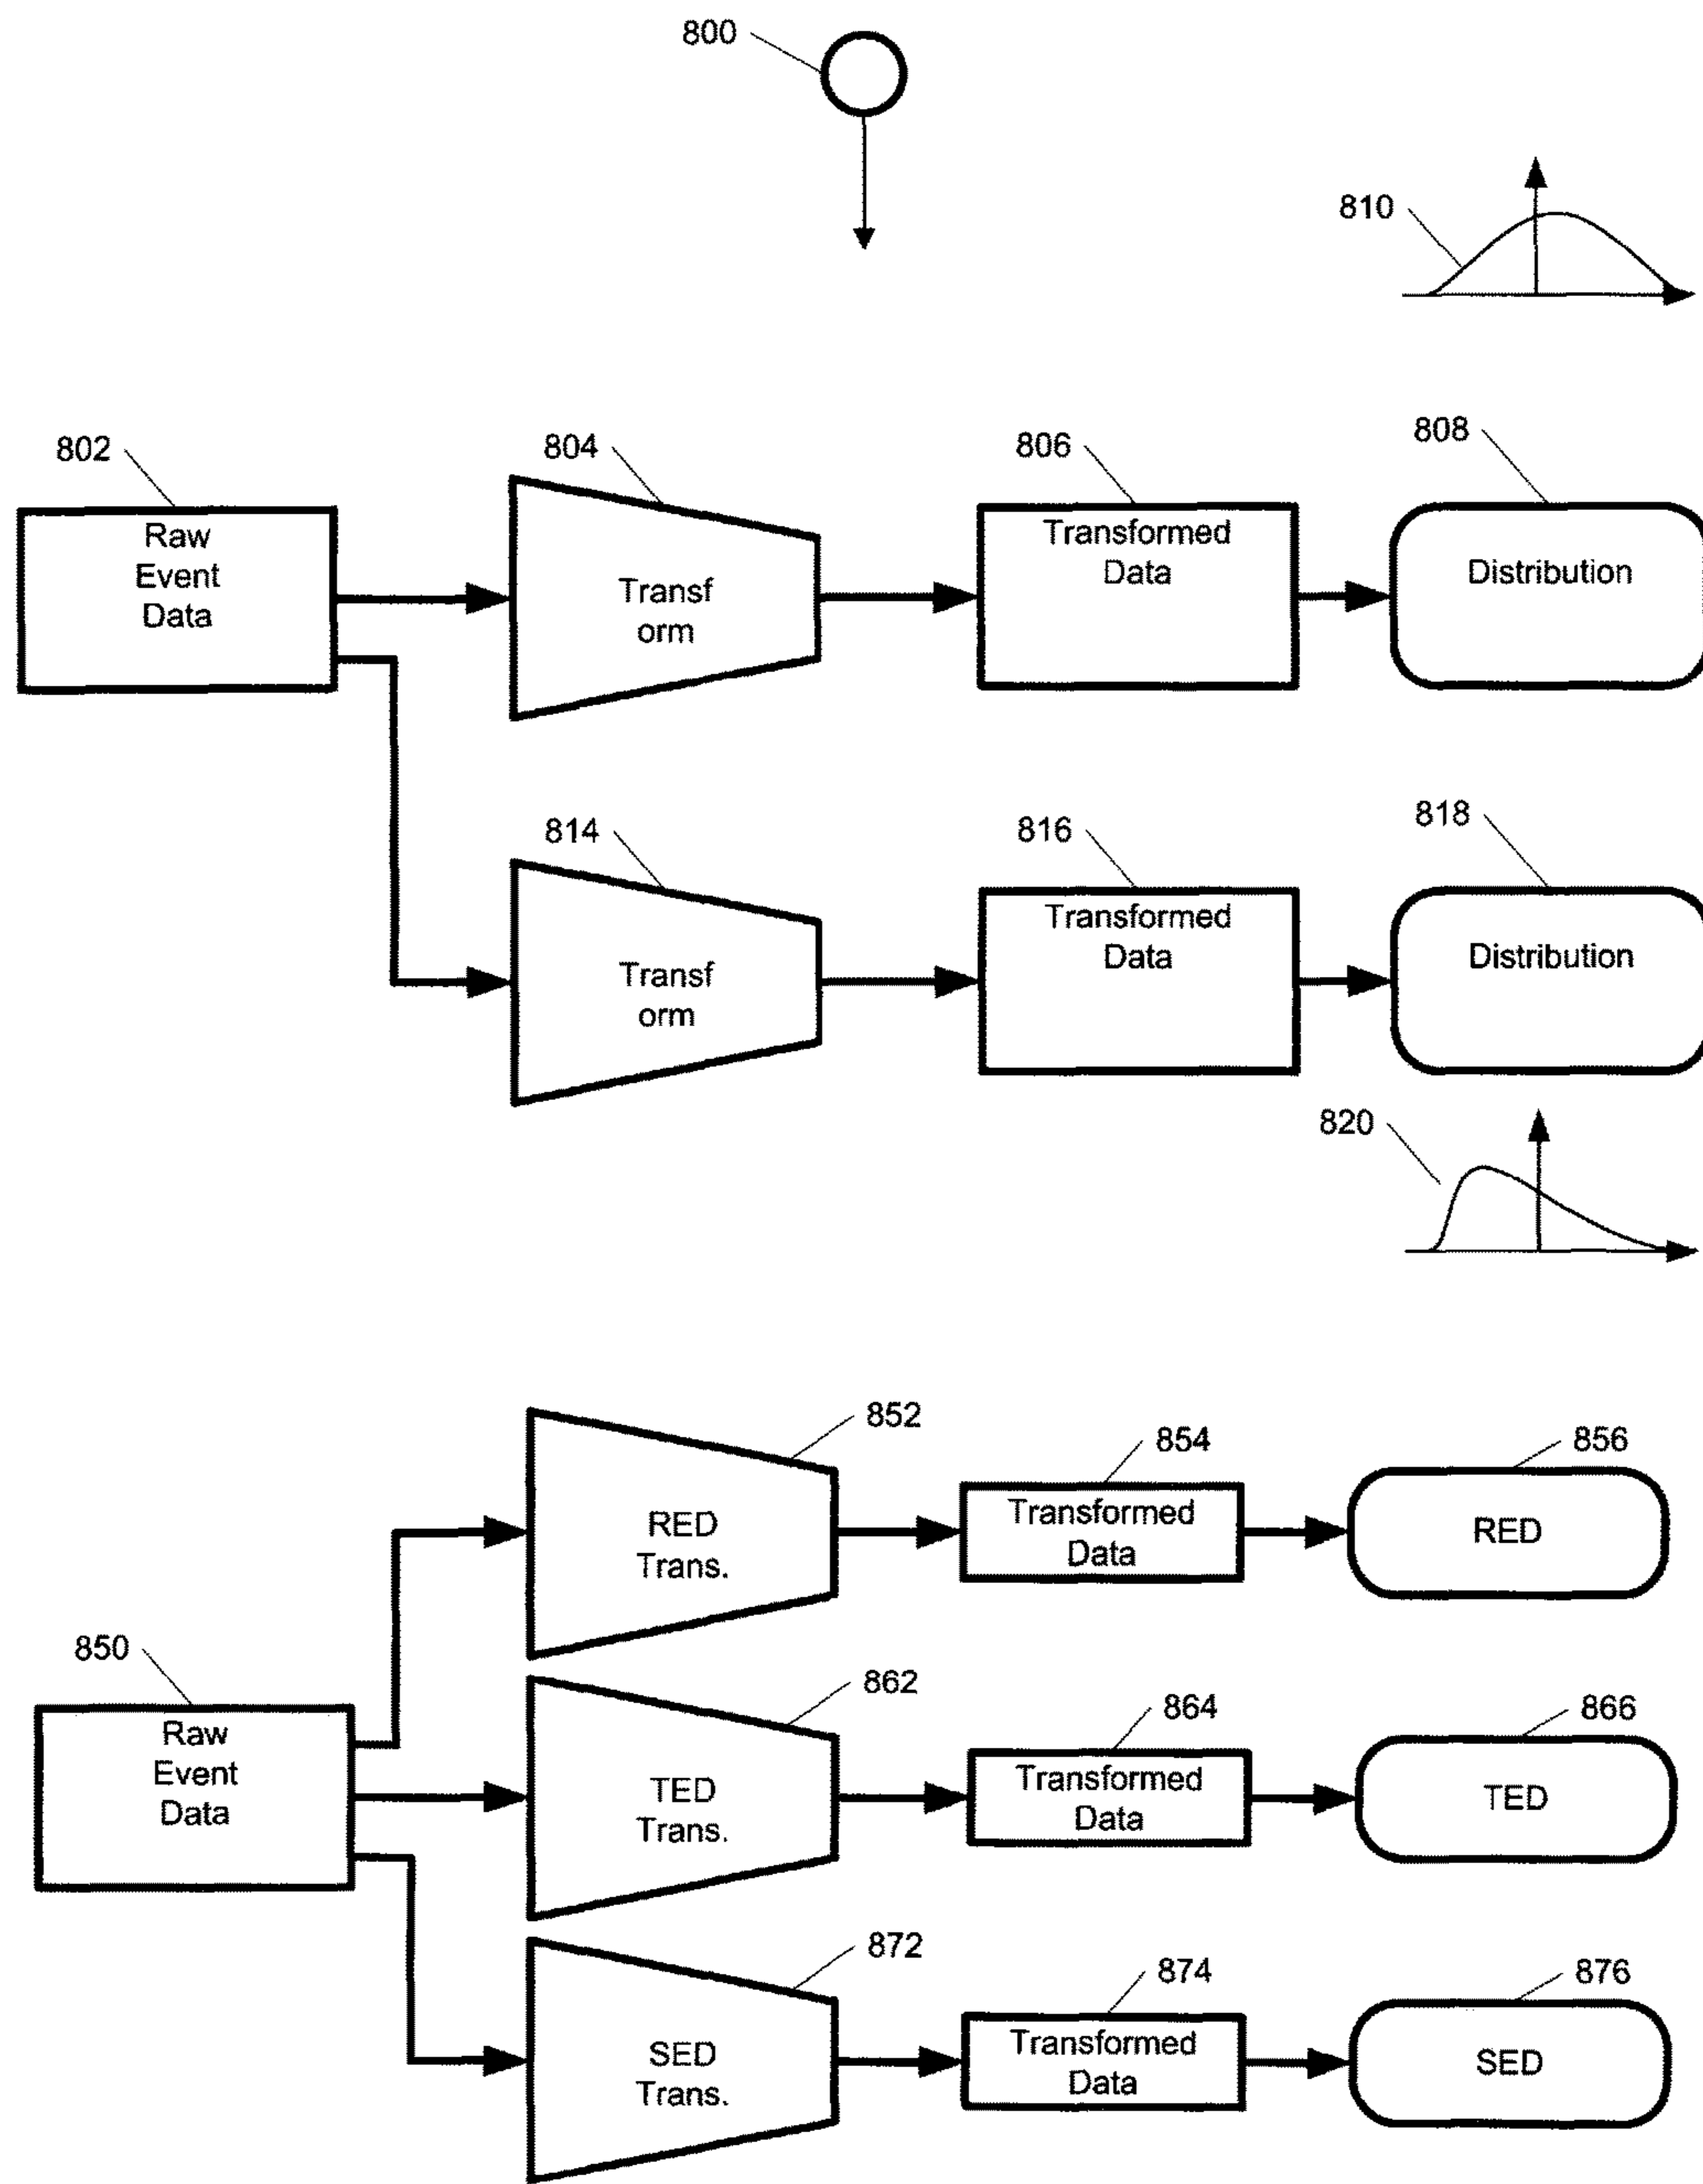 800
810
802
804
806
808
Raw
Event
Data
Transf
orm
Transformed
Data
Distribution
814
816
818
Transf
orm
Transformed
Data
Distribution
820
852
854
856
RED
Trans.
Transformed
Data
RED
850
Raw
Event
Data
862
864
866
TED
Trans.
Transformed
Data
TED
872
874
876
SED
Trans.
Transformed
Data
SED